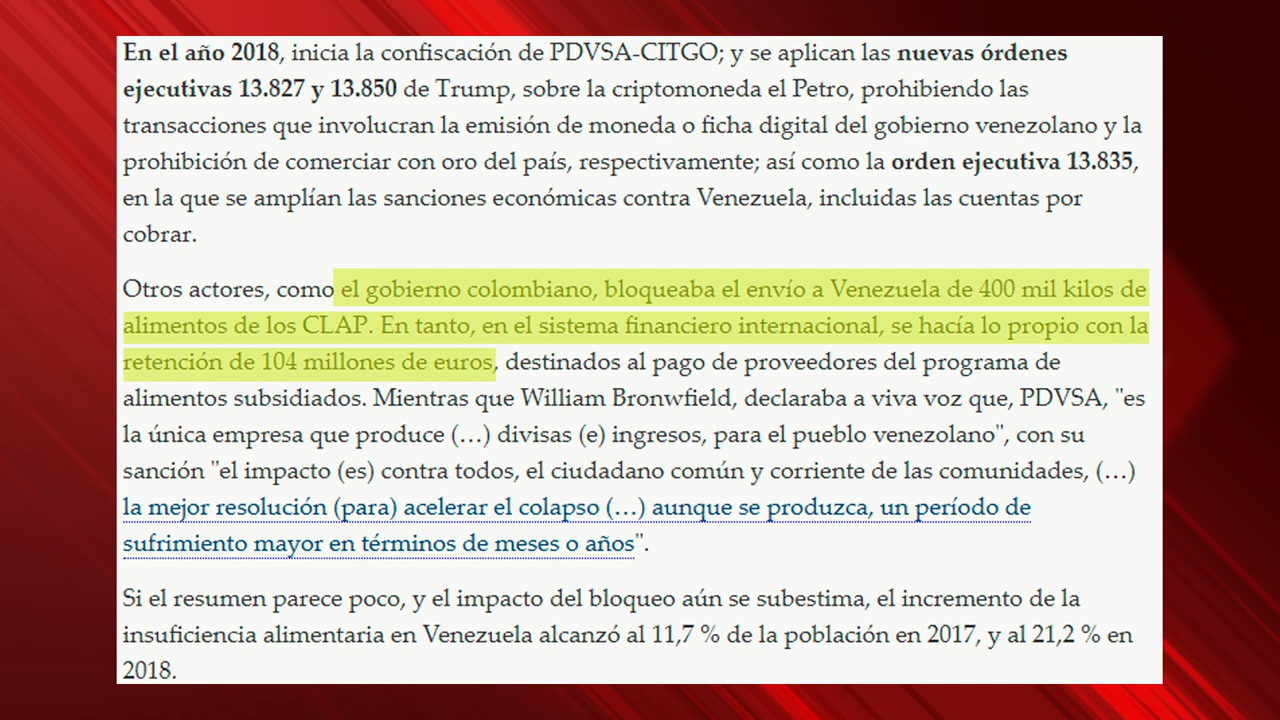 En el año 2018, inicia la confiscación de PDVSA-CITGO; y se aplican las nuevas órdenes
ejecutivas 13.827 y 13.850 de Trump, sobre la criptomoneda el Petro, prohibiendo las
transacciones que involucran la emisión de moneda o ficha digital del gobierno venezolano y la
prohibición de comerciar con oro del país, respectivamente; así como la orden ejecutiva 13.835,
en la que se amplían las sanciones económicas contra Venezuela, incluidas las cuentas por
cobrar.
Otros actores, como el gobierno colombiano, bloqueaba el envío a Venezuela de 400 mil kilos de
alimentos de los CLAP. En tanto, en el sistema financiero internacional, se hacía lo propio con la
retención de 104 millones de euros, destinados al pago de proveedores del programa de
alimentos subsidiados. Mientras que William Bronwfield, declaraba a viva voz que, PDVSA, "es
la única empresa que produce (…) divisas (e) ingresos, para el pueblo venezolano", con su
sanción "el impacto (es) contra todos, el ciudadano común y corriente de las comunidades, (…)
la mejor resolución (para) acelerar el colapso (…) aunque se produzca, un período de
sufrimiento mayor en términos de meses o años".
Si el resumen parece poco, y el impacto del bloqueo aún se subestima, el incremento de la
insuficiencia alimentaria en Venezuela alcanzó al 11,7 % de la población en 2017, y al 21,2 % en
2018.